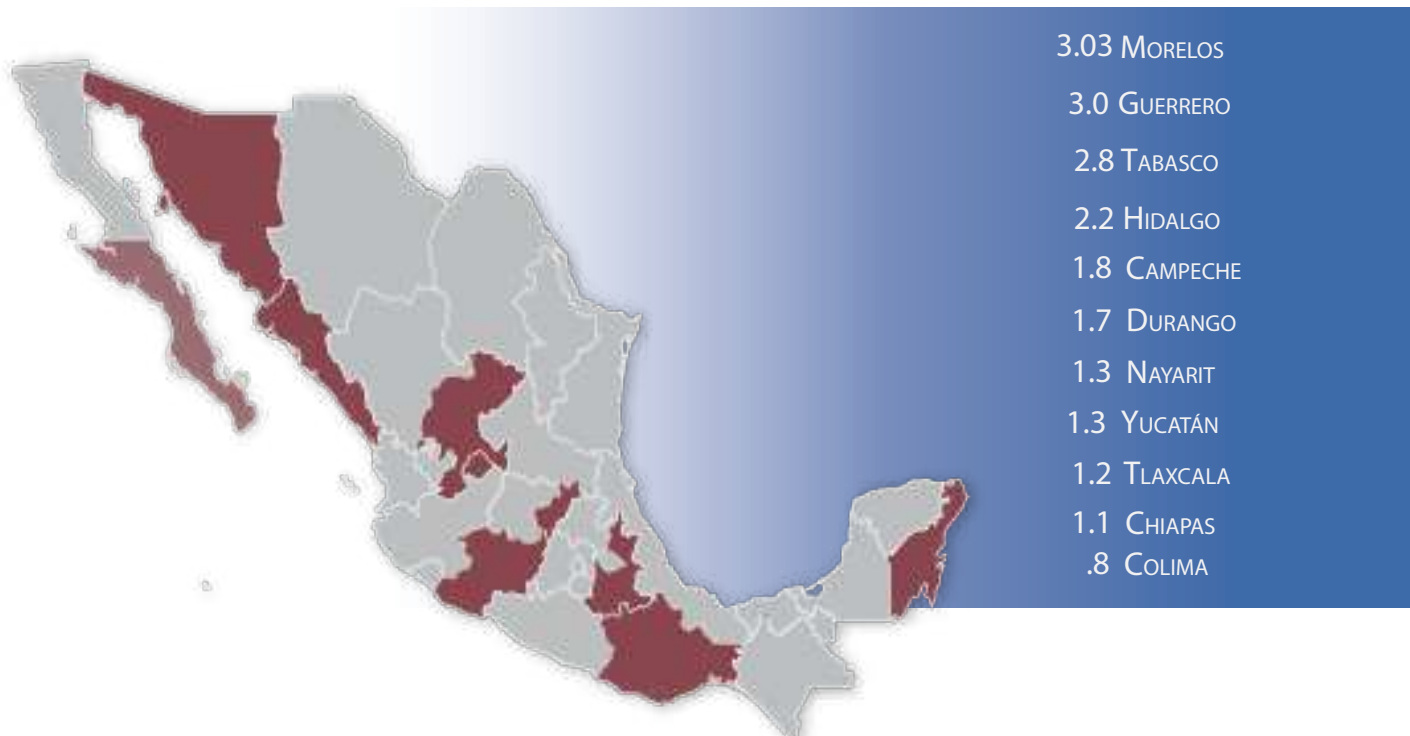 3.03 Morelos
3.0 Guerrero
2.8 Tabasco
2.2 Hidalgo
1.8 Campeche
1.7 Durango
1.3 Nayarit
1.3 Yucatán
1.2 Tlaxcala
1.1 Chiapas
.8 Colima